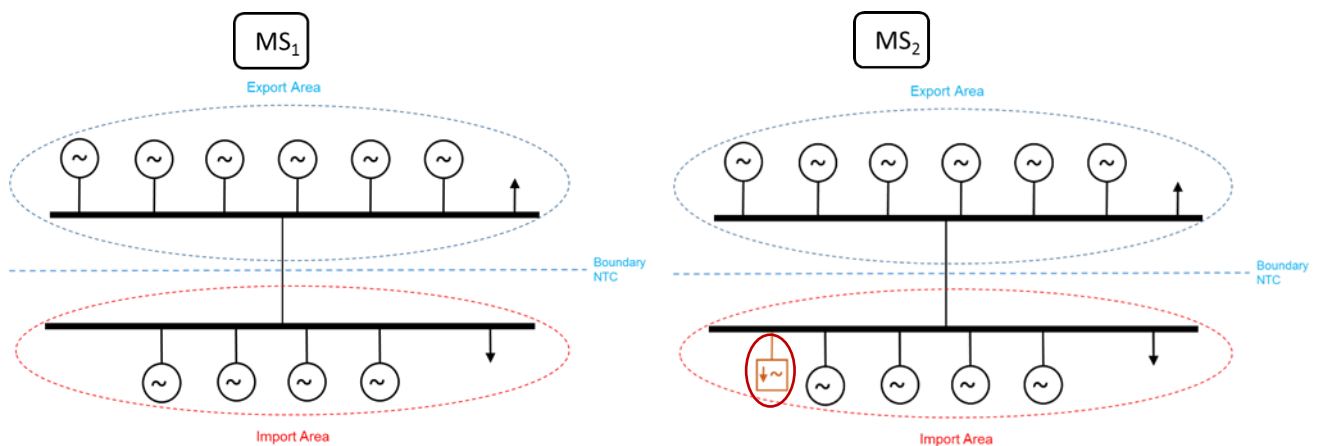 MS1
Export Area
Boundary
NTC
Import Area
MS2
Export Area
Boundary
NTC
Import Area